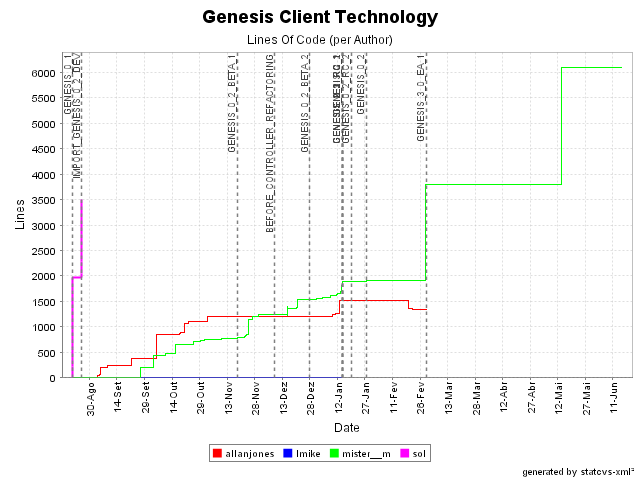 Genesis Client Technology
Lines Of Code (per Author)
GENESIS_0_1
IMPORT_GENESIS_0_2_DEV
GENESIS_0_2_BETA_1
BEFORE_CONTROLLER_REFACTORING
GENESIS_0_2_BETA_2
GENESIS_0_2
GENESIS_3_0_EA_1
Lines
6000
5500
5000
4500
4000
3500
3000
2500
2000
1500
1000
500
0
30-Ago
14-Set
29-Set
14-Out
29-Out
13-Nov
28-Nov
13-Dez
28-Dez
12-Jan
27-Jan
11-Fev
26-Fev
13-Mar
28-Mar
12-Abr
27-Abr
12-Mai
27-Mai
11-Jun
Date
allanjones
lmike
mister__m
sol
generated by statcvs-xml²